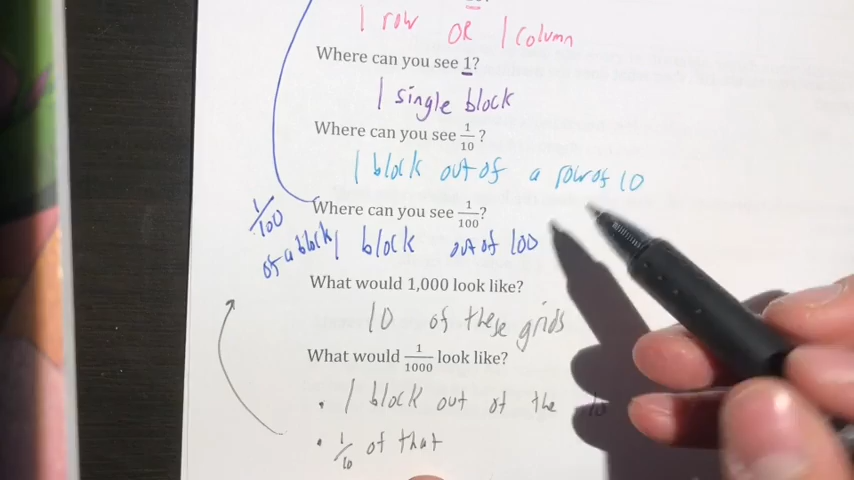 1 row OR 1 column
Where can you see 1?
1 single block
Where can you see 1/10?
1 block out of a row of 10
Where can you see 1/100?
1/100 of a block
1 block out of 100
What would 1,000 look like?
10 of these grids
What would 1/1000 look like?
• 1 block out of the 10
• 1/10 of that